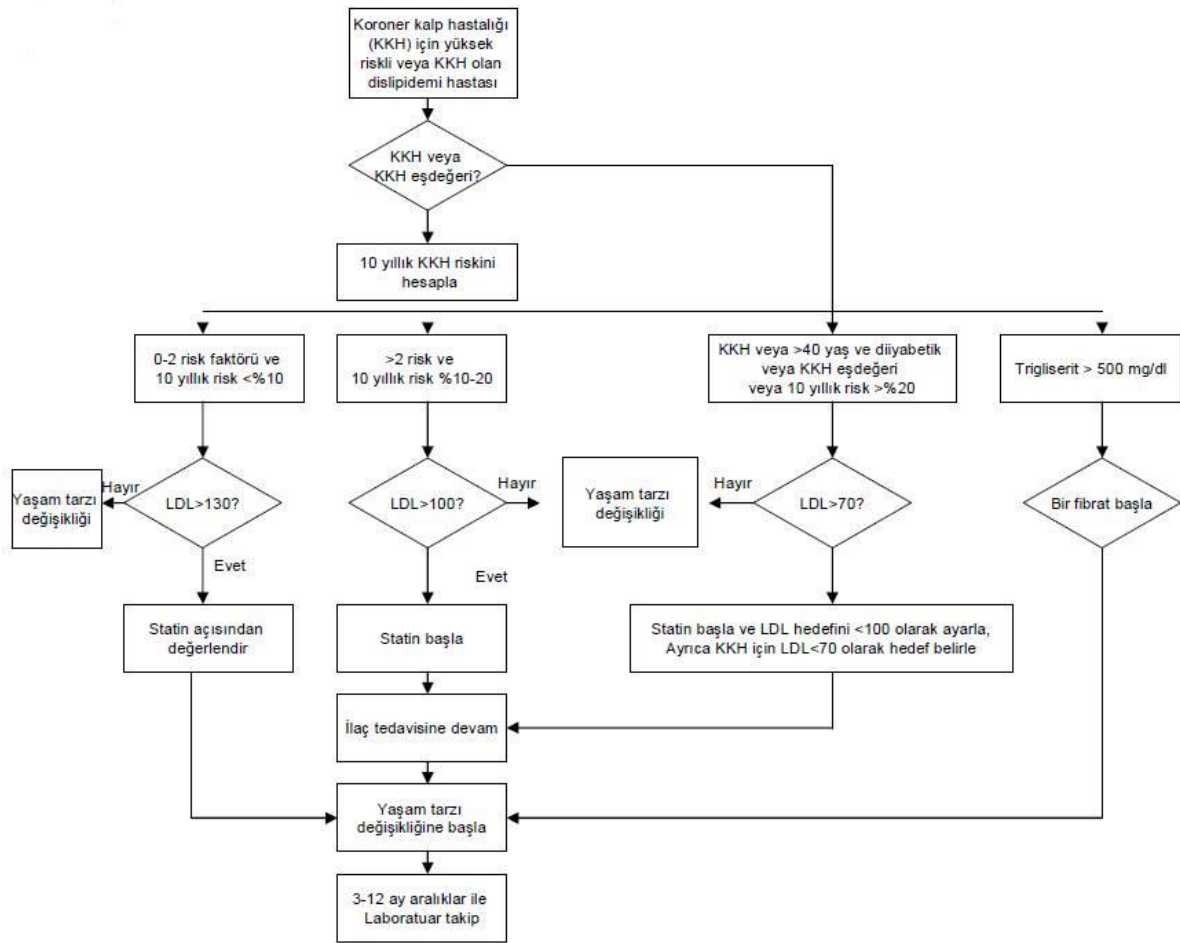 Koroner kalp hastalığı
(KKH) için yüksek
riskli veya KKH olan
dislipidemi hastası
KKH veya
KKH eşdeğeri?
10 yıllık KKH riskini
hesapla
0-2 risk faktörü ve
10 yıllık risk <%10
>2 risk ve
10 yıllık risk %10-20
KKH veya >40 yaş ve diiyabetik
veya KKH eşdeğeri
veya 10 yıllık risk >%20
Trigliserit > 500 mg/dl
Yaşam tarzı
değişikliği
Hayır
LDL>130?
LDL>100?
Hayır
Yaşam tarzı
değişikliği
Hayır
LDL>70?
Bir fibrat başla
Evet
Evet
Statin açısından
değerlendir
Statin başla
Statin başla ve LDL hedefini <100 olarak ayarla,
Ayrıca KKH için LDL<70 olarak hedef belirle
İlaç tedavisine devam
Yaşam tarzı
değişikliğine başla
3-12 ay aralıklar ile
Laboratuar takip